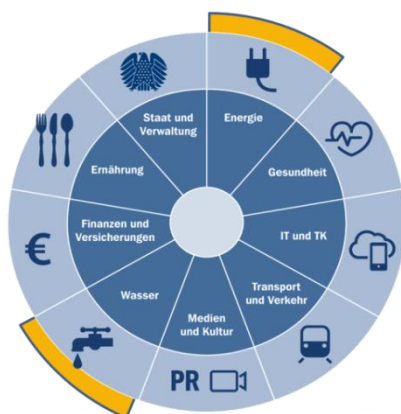 Staat und
Verwaltung
Energie
Gesundheit
IT und TK
Transport
und Verkehr
Medien
und Kultur
Wasser
Finanzen und
Versicherungen
Ernährung
€
PR